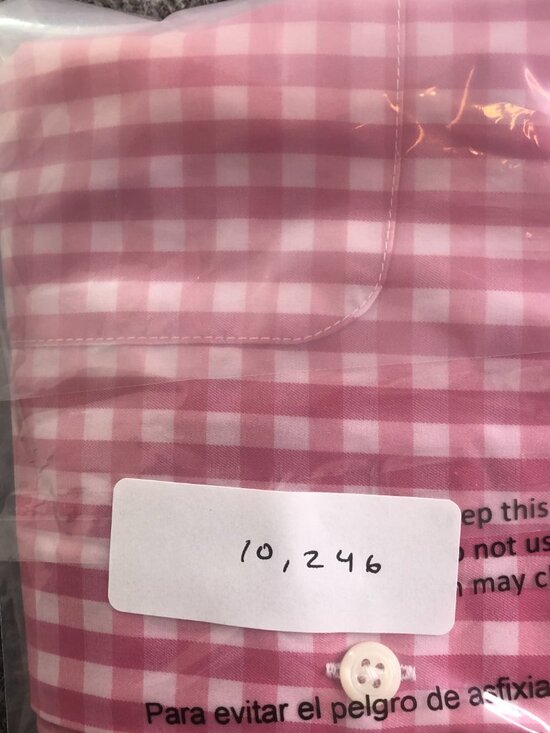 ep this
not us
may c
10,246
Para evitar el pelgro de asfixia